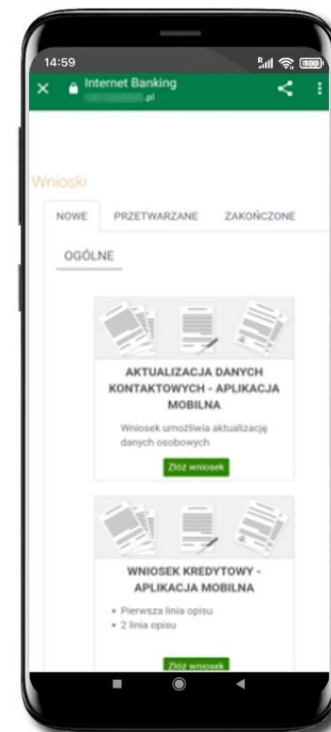 14:59
Internet Banking
.pl
Wnioski
NOWE PRZETWARZANE ZAKOŃCZONE
OGÓLNE
AKTUALIZACJA DANYCH
KONTAKTOWYCH - APLIKACJA
MOBILNA
Wniosek umożliwia aktualizację
danych osobowych
Złóż wniosek
WNIOSEK KREDYTOWY -
APLIKACJA MOBILNA
• Pierwsza linia opisu
• 2 linia opisu
Złóż wniosek